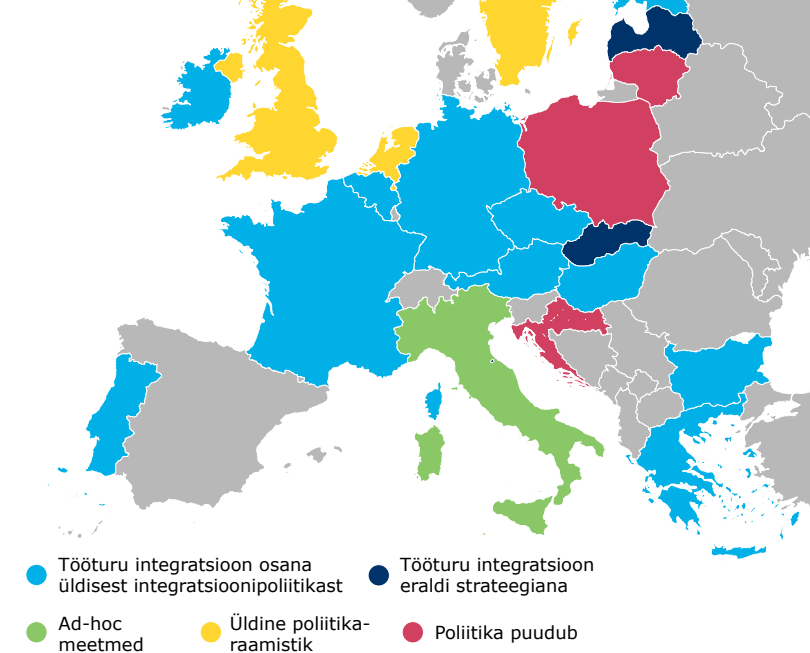 Tööturu integratsioon osana
üldisest integratsioonipoliitikast
Tööturu integratsioon
eraldi strateegiana
Ad-hoc
meetmed
Üldine poliitika-
raamistik
Poliitika puudub